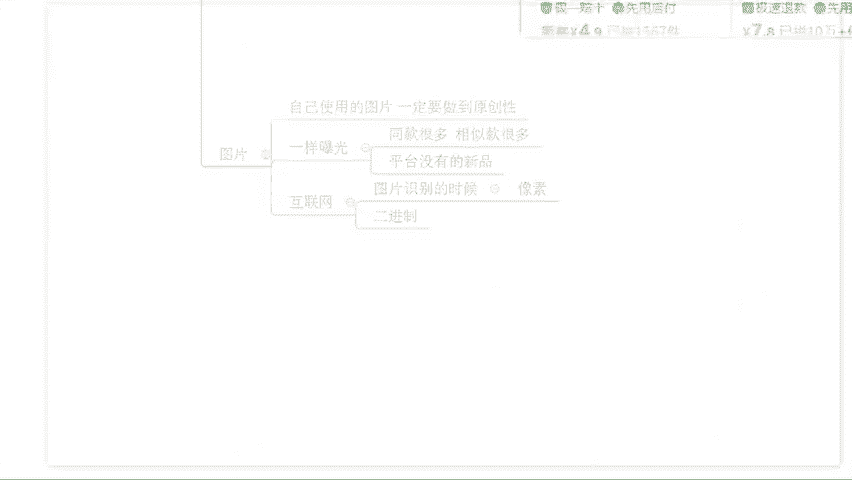 假一赔十 先用后付 极速退款 先用
¥4.9 已拼1567件 ¥7.8 已拼10万+
自己使用的图片 一定要做到原创性
同款很多 相似款很多
一样曝光
图片
平台没有的新品
图片识别的时候 像素
互联网
二进制